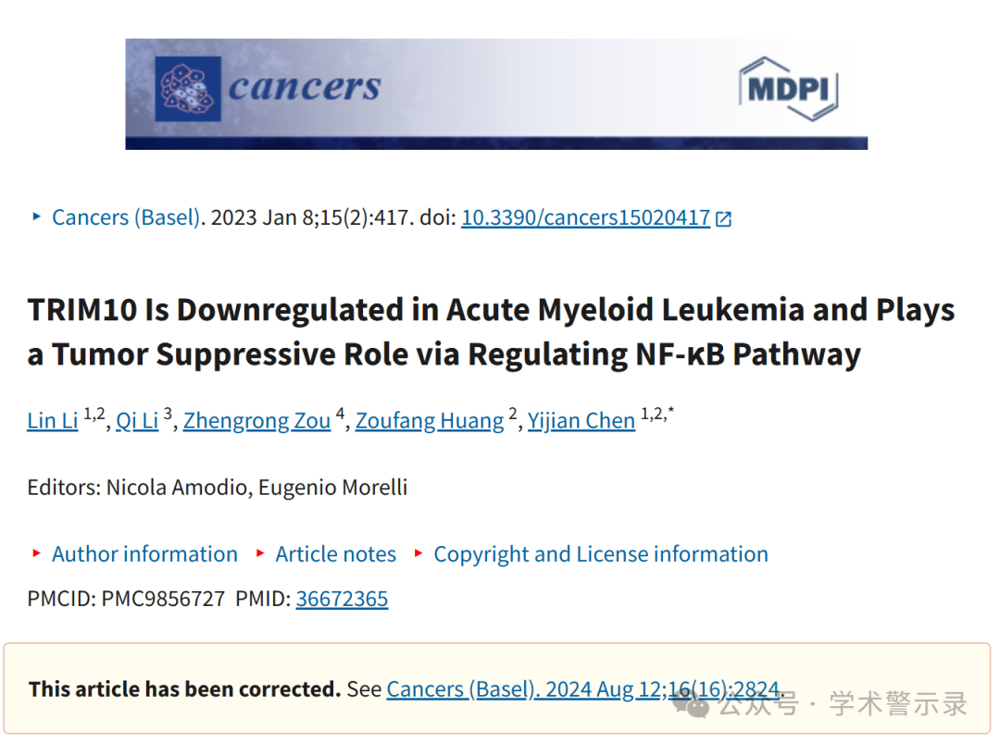 cancers
MDPI
Cancers (Basel). 2023 Jan 8;15(2):417. doi: 10.3390/cancers15020417
TRIM10 Is Downregulated in Acute Myeloid Leukemia and Plays
a Tumor Suppressive Role via Regulating NF-κB Pathway
Lin Li 1,2, Qi Li 3, Zhengrong Zou 4, Zoufang Huang 2, Yijian Chen 1,2,*
Editors: Nicola Amodio, Eugenio Morelli
Author information Article notes Copyright and License information
PMCID: PMC9856727 PMID: 36672365
This article has been corrected. See Cancers (Basel). 2024 Aug 12;16(16):2824.
公众号 · 学术警示录